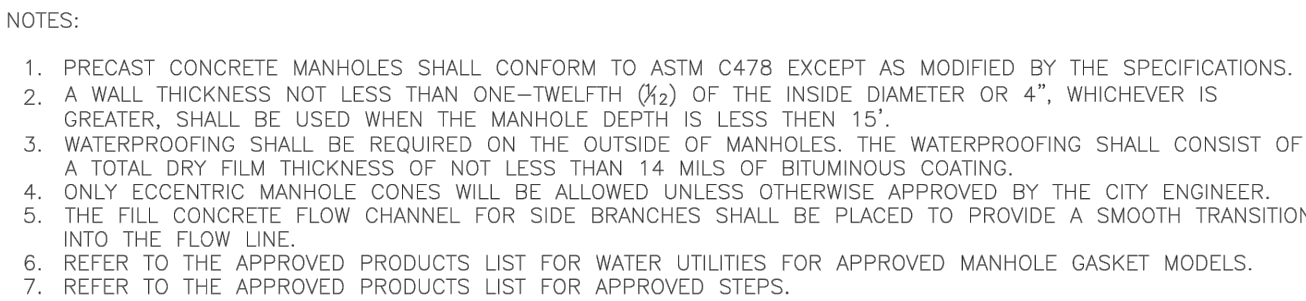 NOTES:
1. PRECAST CONCRETE MANHOLES SHALL CONFORM TO ASTM C478 EXCEPT AS MODIFIED BY THE SPECIFICATIONS.
2. A WALL THICKNESS NOT LESS THAN ONE-TWELFTH (1/12) OF THE INSIDE DIAMETER OR 4", WHICHEVER IS
GREATER, SHALL BE USED WHEN THE MANHOLE DEPTH IS LESS THEN 15'.
3. WATERPROOFING SHALL BE REQUIRED ON THE OUTSIDE OF MANHOLES. THE WATERPROOFING SHALL CONSIST OF
A TOTAL DRY FILM THICKNESS OF NOT LESS THAN 14 MILS OF BITUMINOUS COATING.
4. ONLY ECCENTRIC MANHOLE CONES WILL BE ALLOWED UNLESS OTHERWISE APPROVED BY THE CITY ENGINEER.
5. THE FILL CONCRETE FLOW CHANNEL FOR SIDE BRANCHES SHALL BE PLACED TO PROVIDE A SMOOTH TRANSITION
INTO THE FLOW LINE.
6. REFER TO THE APPROVED PRODUCTS LIST FOR WATER UTILITIES FOR APPROVED MANHOLE GASKET MODELS.
7. REFER TO THE APPROVED PRODUCTS LIST FOR APPROVED STEPS.